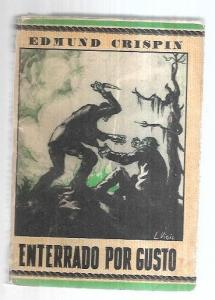 EDMUND CRISPIN
ENTERRADO POR GUSTO